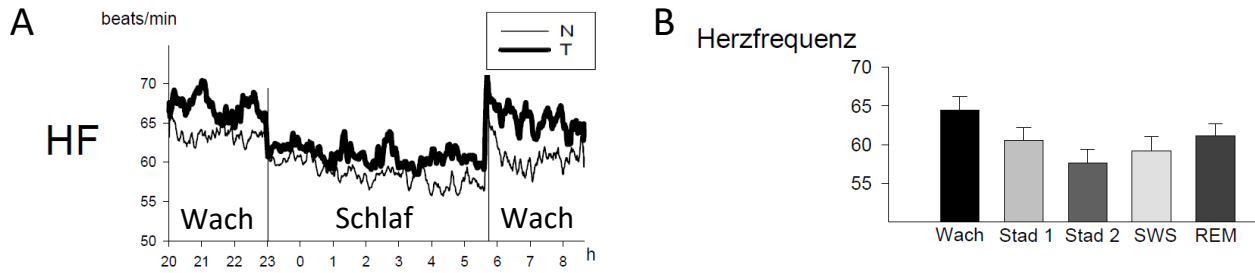 A
beats/min
N
T
HF
70
65
60
55
50
Wach
Schlaf
Wach
20 21 22 23 0 1 2 3 4 5 6 7 8 h
B
Herzfrequenz
70
65
60
55
Wach Stad 1 Stad 2 SWS REM